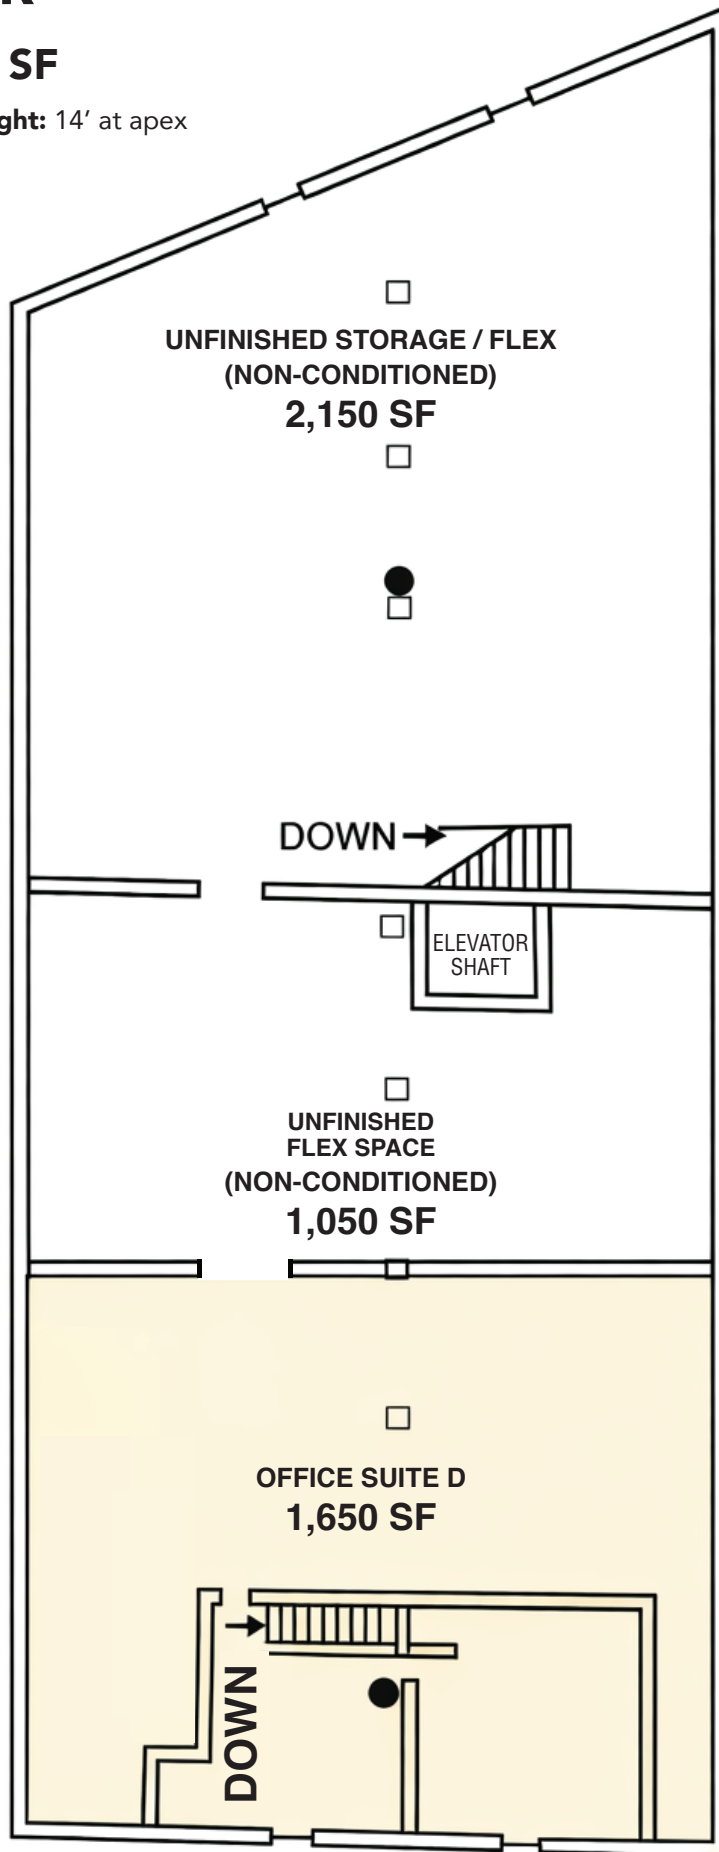 SF
14’ at apex
UNFINISHED STORAGE / FLEX
(NON-CONDITIONED)
2,150 SF
DOWN
ELEVATOR
SHAFT
UNFINISHED
FLEX SPACE
(NON-CONDITIONED)
1,050 SF
OFFICE SUITE D
1,650 SF
DOWN